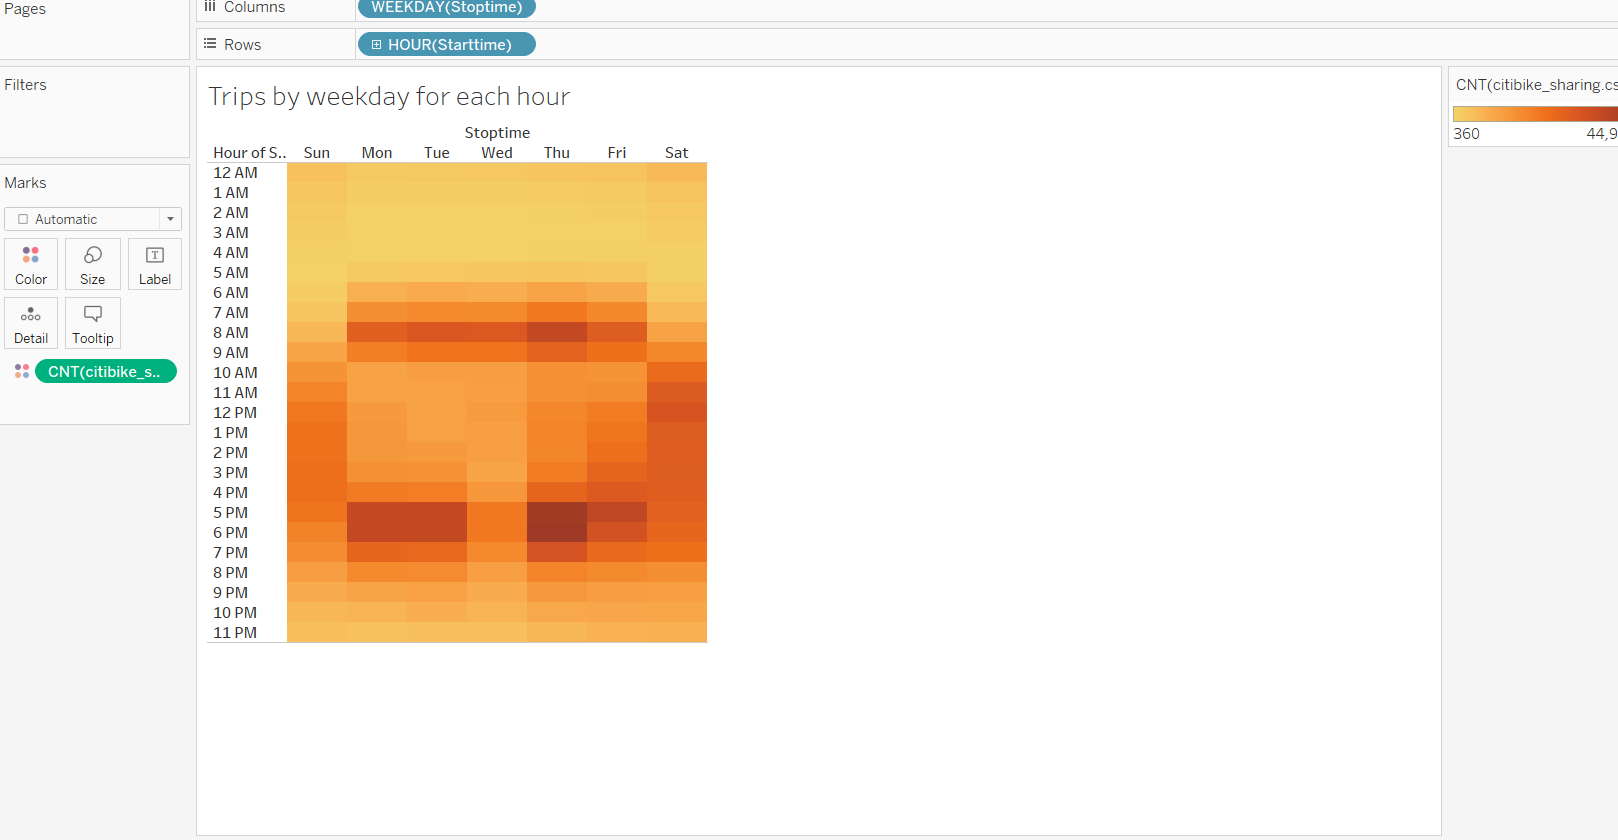 Pages
Columns
WEEKDAY(Stoptime)
Rows
HOUR(Starttime)
Filters
Marks
Automatic
Color
Size
Label
Detail
Tooltip
CNT(citibike_s..
Trips by weekday for each hour
Stoptime
Hour of S.. Sun Mon Tue Wed Thu Fri Sat
12 AM
1 AM
2 AM
3 AM
4 AM
5 AM
6 AM
7 AM
8 AM
9 AM
10 AM
11 AM
12 PM
1 PM
2 PM
3 PM
4 PM
5 PM
6 PM
7 PM
8 PM
9 PM
10 PM
11 PM
CNT(citibike_sharing.cs
360 44,9